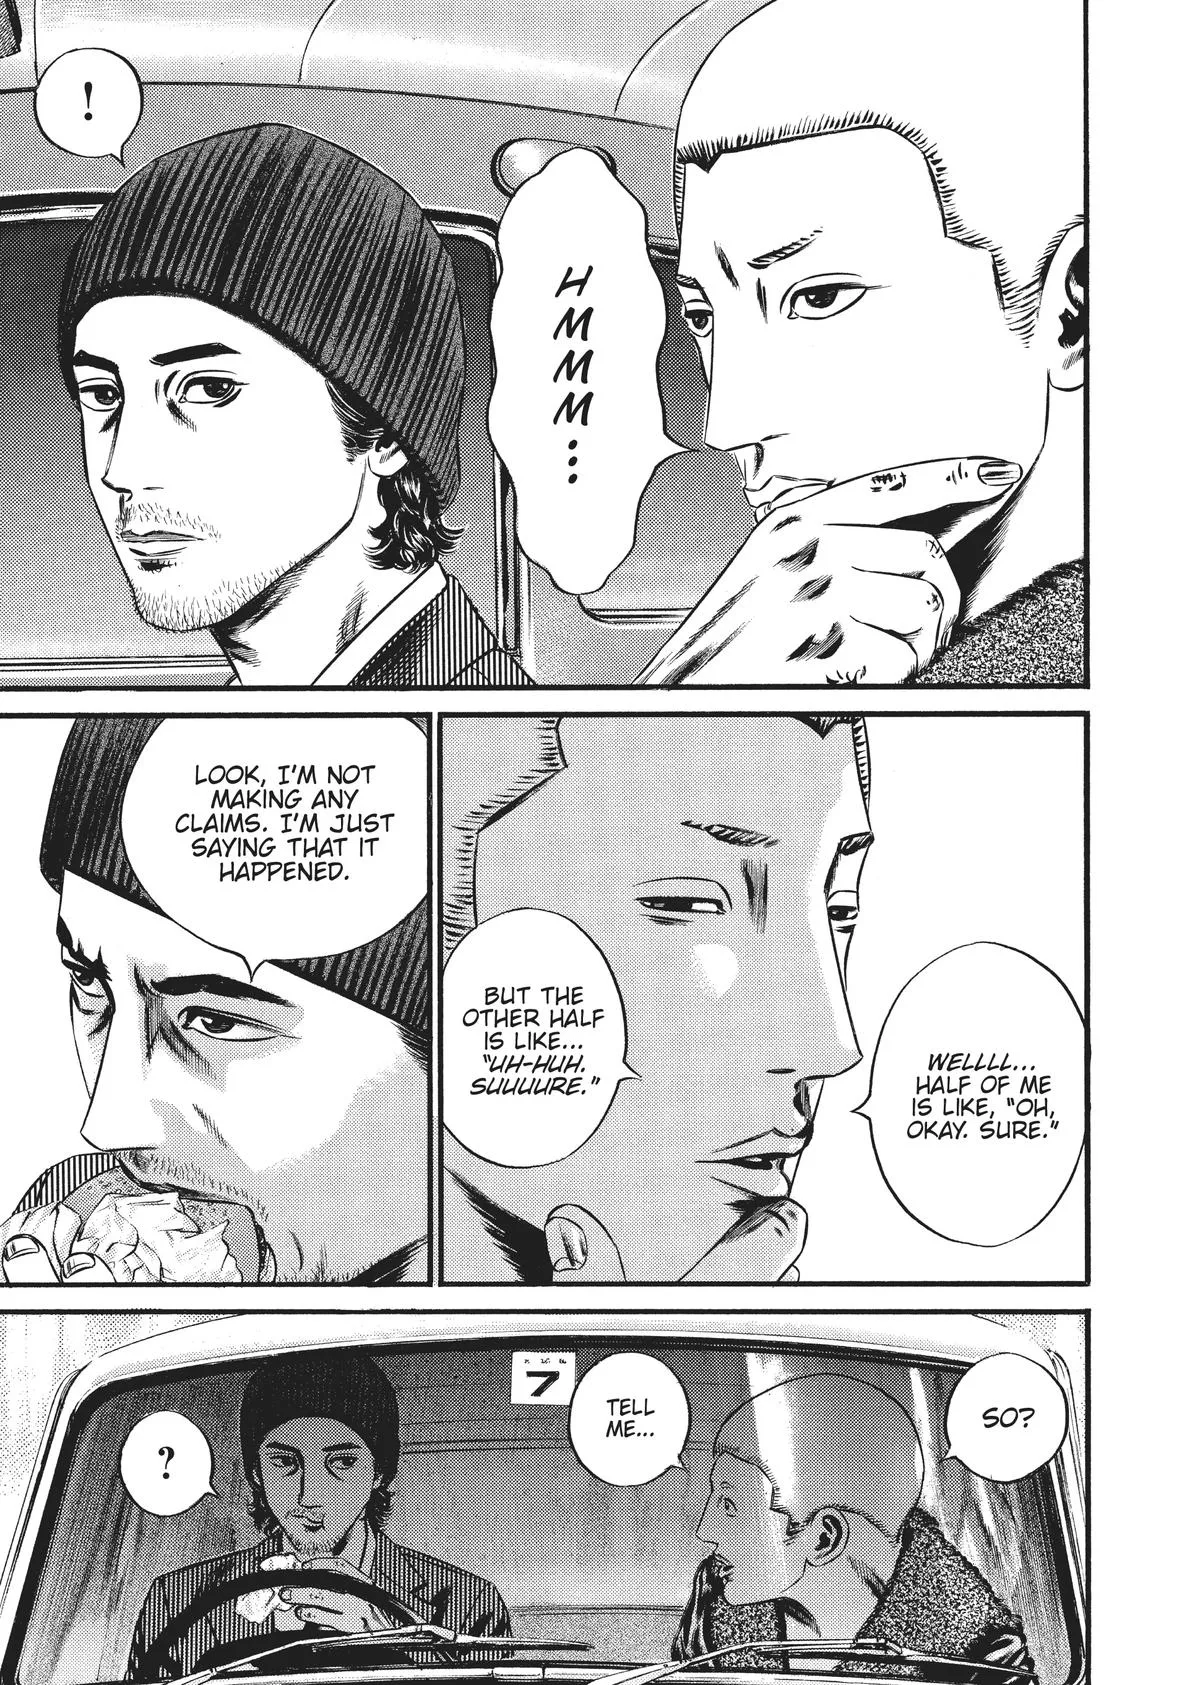 HMMM...
!
WELLLL...
HALF OF ME
IS LIKE, "OH,
OKAY. SURE."
BUT THE
OTHER HALF
IS LIKE...
"UH-HUH.
SUUUURE."
LOOK, I'M NOT
MAKING ANY
CLAIMS. I'M JUST
SAYING THAT IT
HAPPENED.
SO?
TELL
ME...
7
?